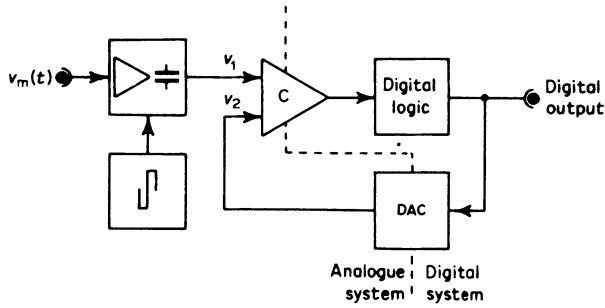 v_m(t)
v_1
v_2
C
Digital
logic
Digital
output
DAC
Analogue
system
Digital
system